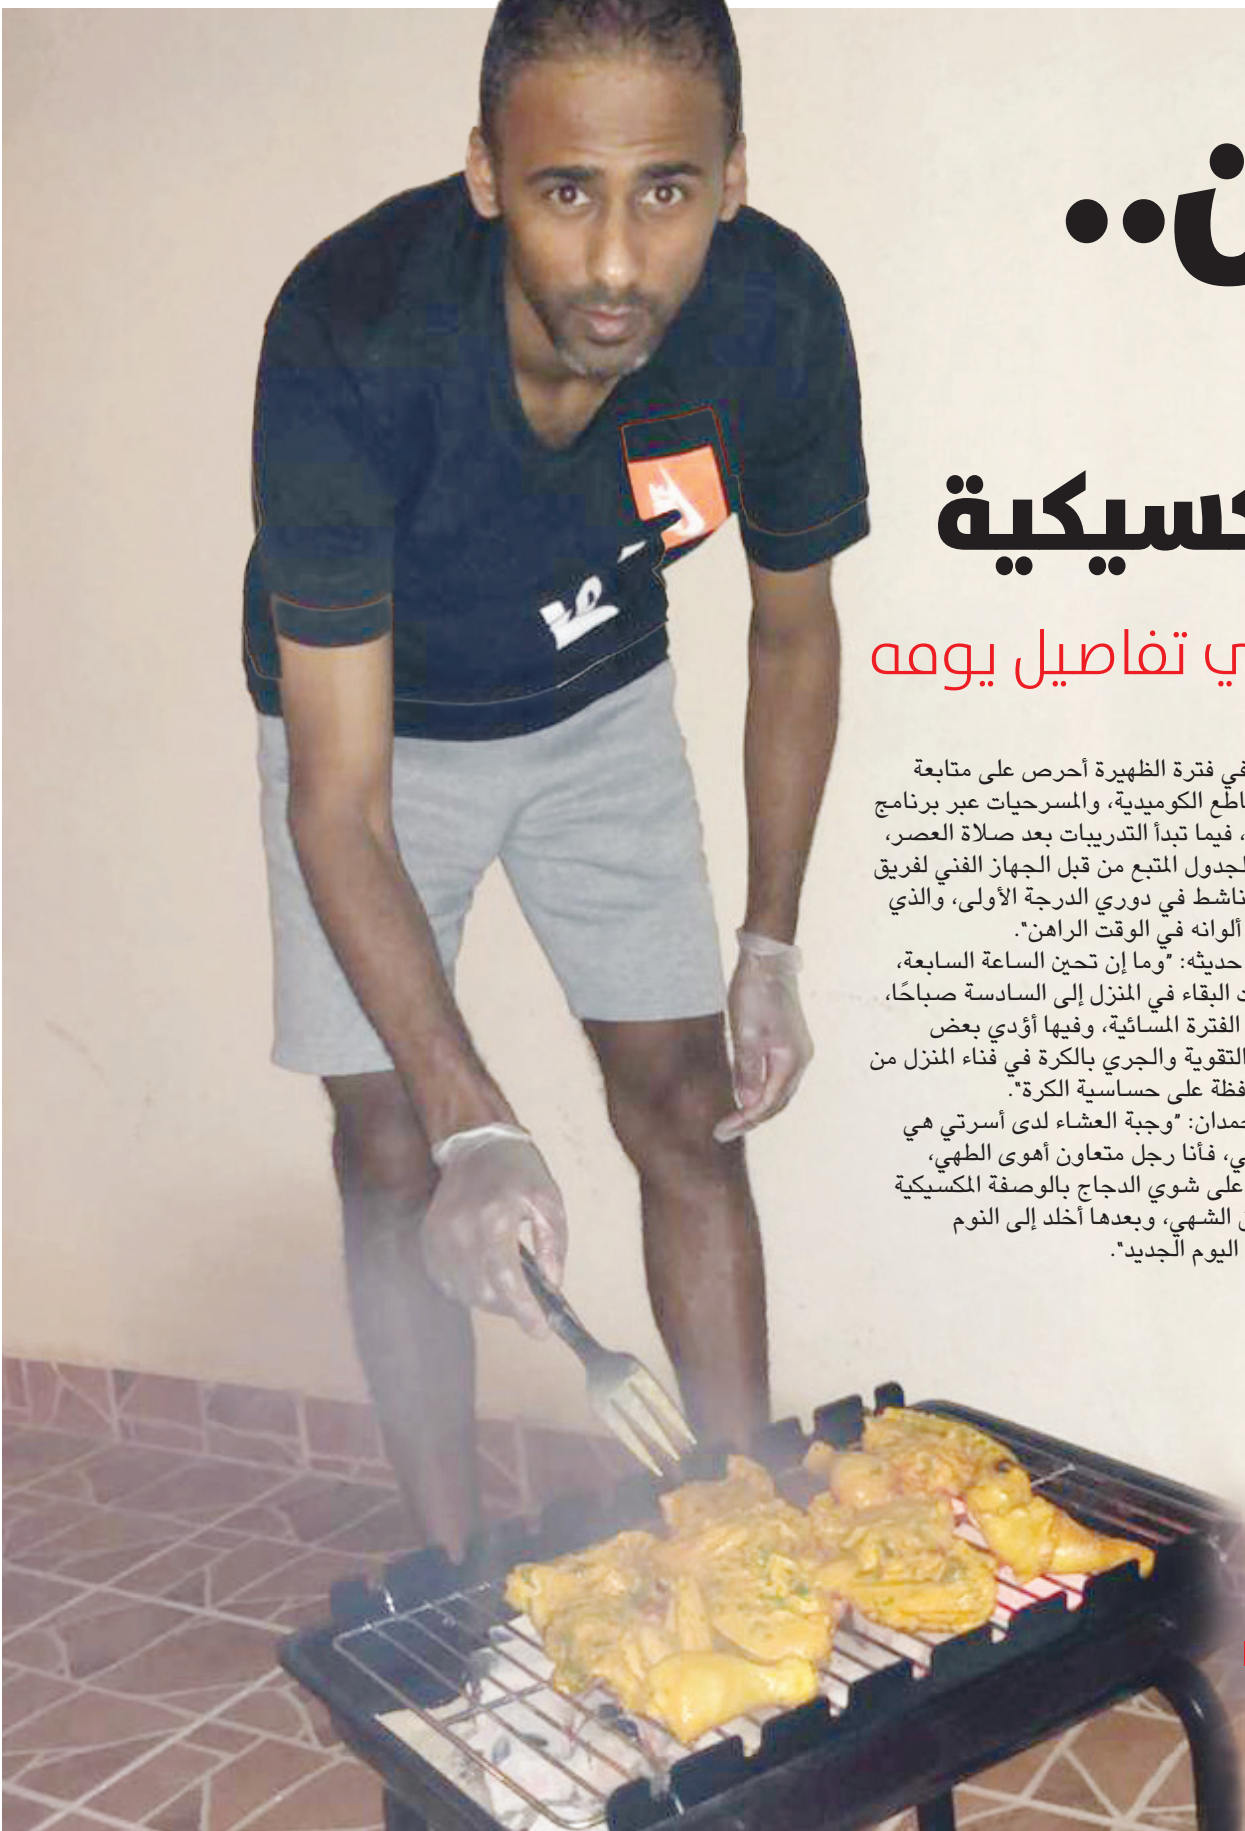 كسيكية
تفاصيل يومه
في فترة الظهيرة أحرص على متابعة
الكوميدية، والمسرحيات عبر برنامج
، فيما تبدأ التدريبات بعد صلاة العصر،
لجدول المتبع من قبل الجهاز الفني لفريق
ناشط في دوري الدرجة الأولى، والذي
ألوانه في الوقت الراهن".
حديثه: "وما إن تحين الساعة السابعة،
البقاء في المنزل إلى السادسة صباحًا،
الفترة المسائية، وفيها أؤدي بعض
التقوية والجري بالكرة في فناء المنزل من
على حساسية الكرة".
حمدان: "وجبة العشاء لدى أسرتي هي
، فأنا رجل متعاون أهوى الطهي،
على شوي الدجاج بالوصفة المكسيكية
الشهي، وبعدها أخلد إلى النوم
اليوم الجديد".